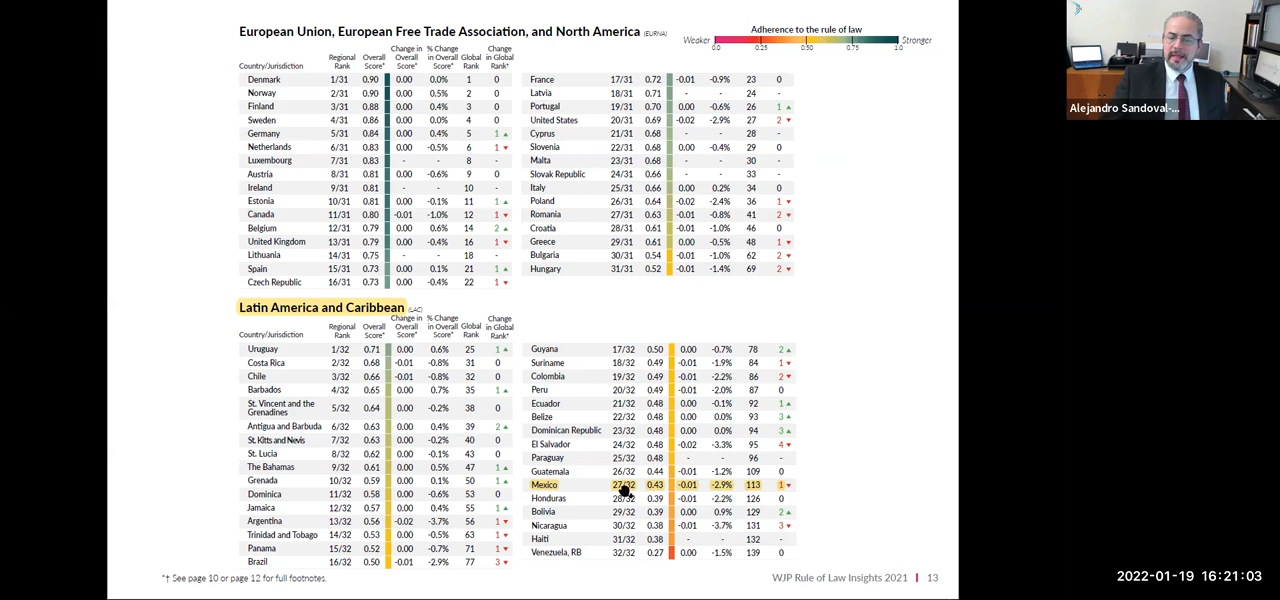 European Union, European Free Trade Association, and North America (EURNA)
Adherence to the rule of law
Weaker Stronger
0.0 0.25 0.50 0.75 1.0
Country/Jurisdiction Regional Rank Overall Score* Change in Overall Score* % Change in Overall Score* Global Rank Change in Global Rank†
Denmark 1/31 0.90 0.00 0.0% 1 0
Norway 2/31 0.90 0.00 0.5% 2 0
Finland 3/31 0.88 0.00 0.4% 3 0
Sweden 4/31 0.86 0.00 0.0% 4 0
Germany 5/31 0.84 0.00 0.4% 5 1 ▲
Netherlands 6/31 0.83 0.00 -0.5% 6 1 ▼
Luxembourg 7/31 0.83 - - 8 -
Austria 8/31 0.81 0.00 -0.6% 9 0
Ireland 9/31 0.81 - - 10 -
Estonia 10/31 0.81 0.00 -0.1% 11 1 ▲
Canada 11/31 0.80 -0.01 -1.0% 12 1 ▼
Belgium 12/31 0.79 0.00 0.6% 14 2 ▲
United Kingdom 13/31 0.79 0.00 -0.4% 16 1 ▼
Lithuania 14/31 0.75 - - 18 -
Spain 15/31 0.73 0.00 0.1% 21 1 ▲
Czech Republic 16/31 0.73 0.00 -0.4% 22 1 ▼
France 17/31 0.72 -0.01 -0.9% 23 0
Latvia 18/31 0.71 - - 24 -
Portugal 19/31 0.70 0.00 -0.6% 26 1 ▲
United States 20/31 0.69 -0.02 -2.9% 27 2 ▼
Cyprus 21/31 0.68 - - 28 -
Slovenia 22/31 0.68 0.00 -0.4% 29 0
Malta 23/31 0.68 - - 30 -
Slovak Republic 24/31 0.66 - - 33 -
Italy 25/31 0.66 0.00 0.2% 34 0
Poland 26/31 0.64 -0.02 -2.4% 36 1 ▼
Romania 27/31 0.63 -0.01 -0.8% 41 2 ▼
Croatia 28/31 0.61 -0.01 -1.0% 46 0
Greece 29/31 0.61 0.00 -0.5% 48 1 ▼
Bulgaria 30/31 0.54 -0.01 -1.0% 62 2 ▼
Hungary 31/31 0.52 -0.01 -1.4% 69 2 ▼
Latin America and Caribbean (LAC)
Country/Jurisdiction Regional Rank Overall Score* Change in Overall Score* % Change in Overall Score* Global Rank Change in Global Rank†
Uruguay 1/32 0.71 0.00 0.6% 25 1 ▲
Costa Rica 2/32 0.68 -0.01 -0.8% 31 0
Chile 3/32 0.66 -0.01 -0.8% 32 0
Barbados 4/32 0.65 0.00 0.7% 35 1 ▲
St. Vincent and the Grenadines 5/32 0.64 0.00 -0.2% 38 0
Antigua and Barbuda 6/32 0.63 0.00 0.4% 39 2 ▲
St. Kitts and Nevis 7/32 0.63 0.00 -0.2% 40 0
St. Lucia 8/32 0.62 0.00 -0.1% 43 0
The Bahamas 9/32 0.61 0.00 0.5% 47 1 ▲
Grenada 10/32 0.59 0.00 0.1% 50 1 ▲
Dominica 11/32 0.58 0.00 -0.6% 53 0
Jamaica 12/32 0.57 0.00 0.4% 55 1 ▲
Argentina 13/32 0.56 -0.02 -3.7% 56 1 ▼
Trinidad and Tobago 14/32 0.53 0.00 -0.5% 63 1 ▼
Panama 15/32 0.52 0.00 -0.7% 71 1 ▼
Brazil 16/32 0.50 -0.01 -2.9% 77 3 ▼
Guyana 17/32 0.50 0.00 -0.7% 78 2 ▲
Suriname 18/32 0.49 -0.01 -1.9% 84 1 ▼
Colombia 19/32 0.49 -0.01 -2.2% 86 2 ▼
Peru 20/32 0.49 -0.01 -2.0% 87 0
Ecuador 21/32 0.48 0.00 -0.1% 92 1 ▲
Belize 22/32 0.48 0.00 0.0% 93 3 ▲
Dominican Republic 23/32 0.48 0.00 0.0% 94 3 ▲
El Salvador 24/32 0.48 -0.02 -3.3% 95 4 ▼
Paraguay 25/32 0.48 - - 96 -
Guatemala 26/32 0.44 -0.01 -1.2% 109 0
Mexico 27/32 0.43 -0.01 -2.9% 113 1 ▼
Honduras 28/32 0.39 -0.01 -2.2% 126 0
Bolivia 29/32 0.39 0.00 0.9% 129 2 ▲
Nicaragua 30/32 0.38 -0.01 -3.7% 131 3 ▼
Haiti 31/32 0.38 - - 132 -
Venezuela, RB 32/32 0.27 0.00 -1.5% 139 0
*† See page 10 or page 12 for full footnotes.
WJP Rule of Law Insights 2021 | 13
Alejandro Sandoval-...
2022-01-19 16:21:03